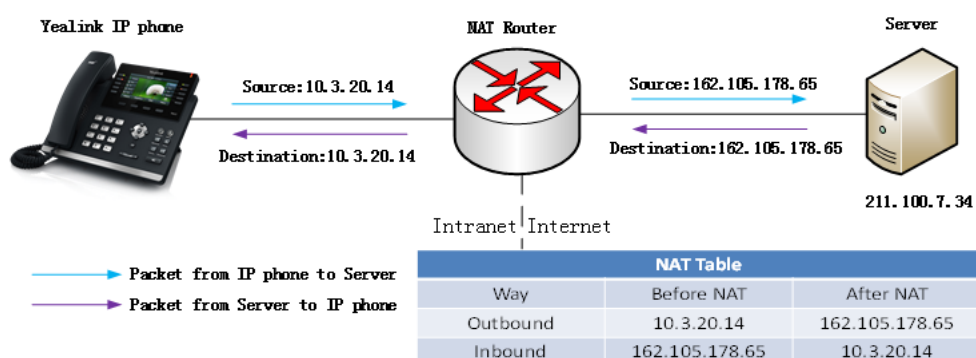 Yealink IP phone
NAT Router
Server
Source:10.3.20.14
Source:162.105.178.65
Destination:10.3.20.14
Destination:162.105.178.65
211.100.7.34
Intranet Internet
Packet from IP phone to Server
Packet from Server to IP phone
NAT Table
Way Before NAT After NAT
Outbound 10.3.20.14 162.105.178.65
Inbound 162.105.178.65 10.3.20.14